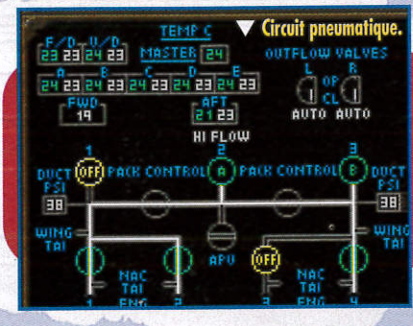 ▼ Circuit pneumatique.
TEMP C
F/D U/D MASTER 24 OUTFLOW VALVES
23 23 24 23 L R
A B C D E OP
24 23 23 23 24 23 23 23 24 23 CL
FWD AFT AUTO AUTO
19 21 23
HI FLOW
1 2 3
DUCT PSI OFF PACK CONTROL A PACK CONTROL B DUCT PSI
38 38
WING TAI WING TAI
APU OFF
NAC TAI NAC TAI
1 ENG 2 3 ENG 4